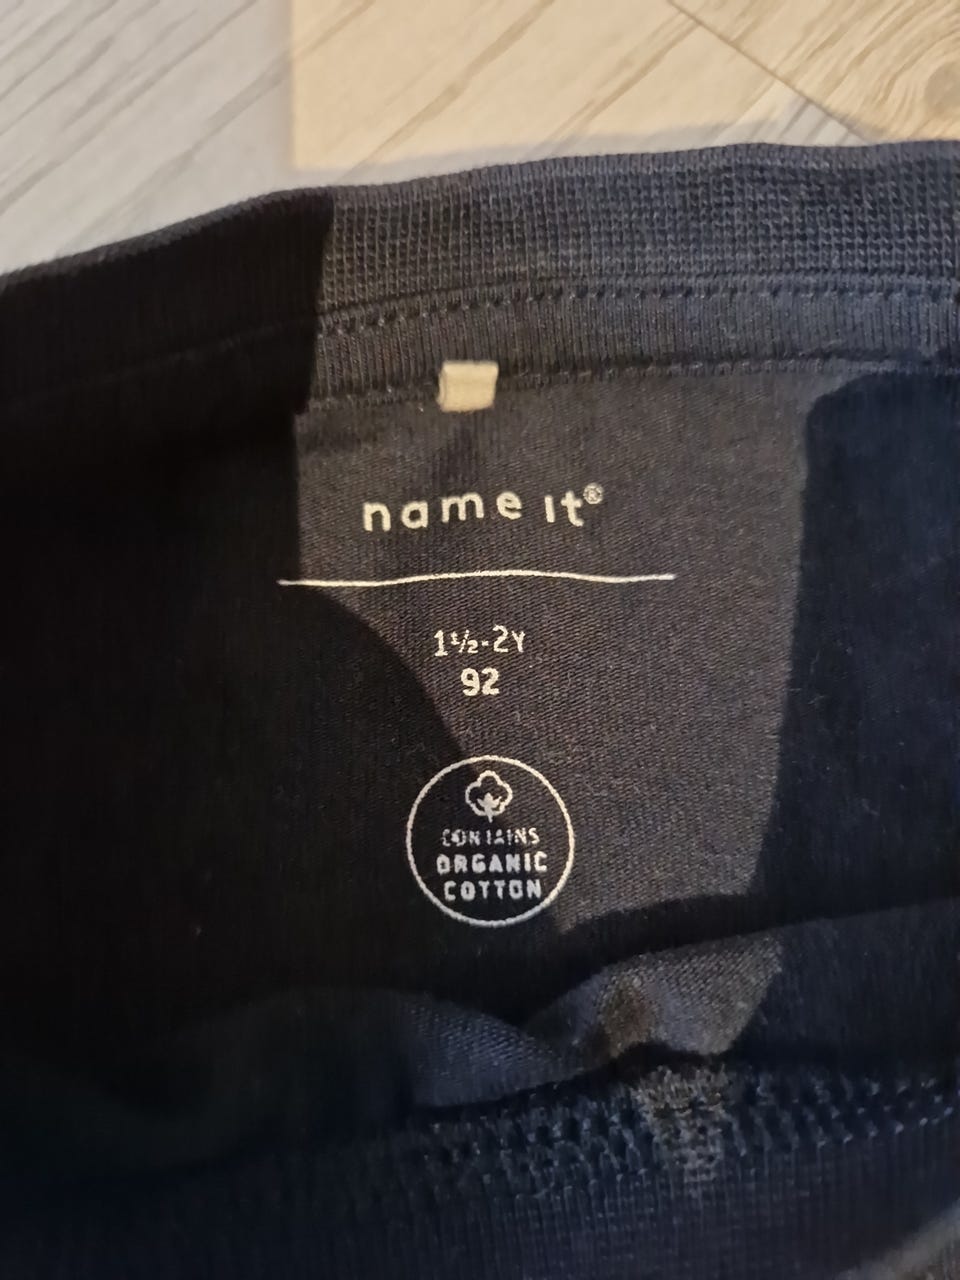 name it®
1½-2Y
92
CONTAINS
ORGANIC
COTTON